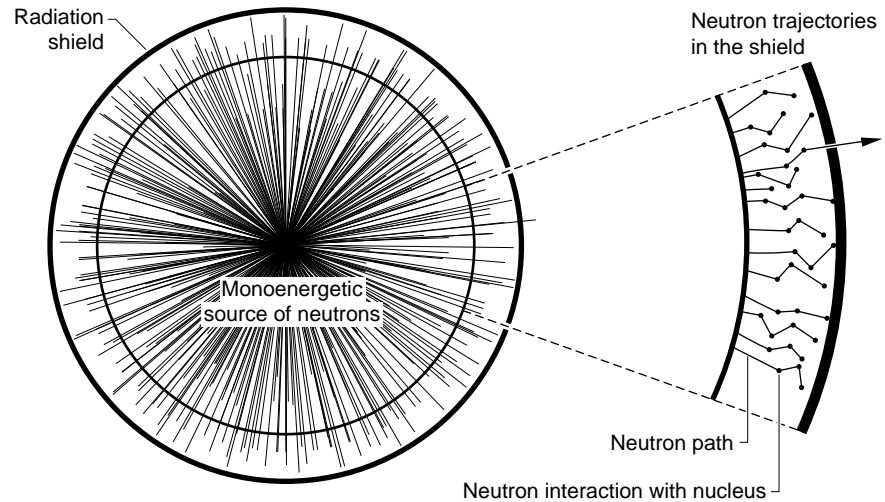 Radiation
shield
Neutron trajectories
in the shield
Monoenergetic
source of neutrons
Neutron path
Neutron interaction with nucleus